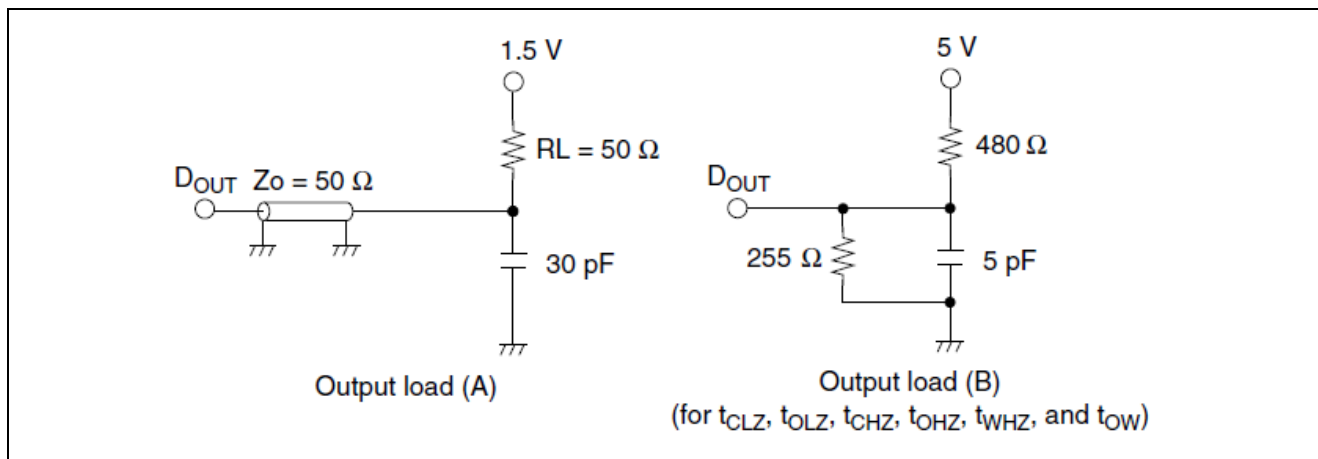 1.5 V
RL = 50 Ω
DOUT Zo = 50 Ω
30 pF
Output load (A)
5 V
480 Ω
DOUT
255 Ω
5 pF
Output load (B)
(for tCLZ, tOLZ, tCHZ, tOHZ, tWHZ, and tOW)